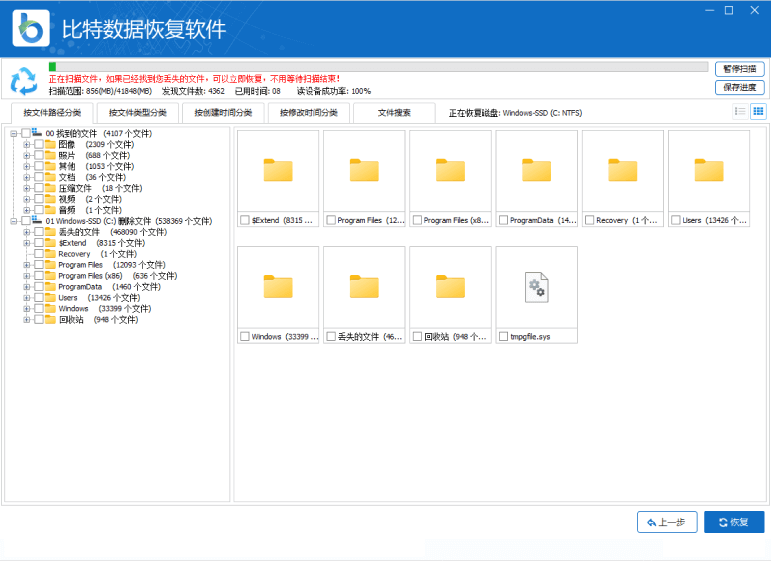 比特数据恢复软件
正在扫描文件，如果已经找到您丢失的文件，可以立即恢复，不用等待扫描结束！
扫描范围: 856(MB)/41848(MB) 发现文件数: 4362 已用时间: 08 读设备成功率: 100%
暂停扫描
保存进度
按文件路径分类 按文件类型分类 按创建时间分类 按修改时间分类 文件搜索 正在恢复磁盘: Windows-SSD (C: NTFS)
00 找到的文件 (4107 个文件)
图像 (2309 个文件)
照片 (688 个文件)
其他 (1053 个文件)
文档 (36 个文件)
压缩文件 (18 个文件)
视频 (2 个文件)
音频 (1 个文件)
01 Windows-SSD (C:) 删除文件 (538369 个文件)
丢失的文件 (468090 个文件)
$Extend (8315 个文件)
Recovery (1 个文件)
Program Files (12093 个文件)
Program Files (x86) (636 个文件)
ProgramData (1460 个文件)
Users (13426 个文件)
Windows (33399 个文件)
回收站 (948 个文件)
$Extend (8315 ... Program Files (12... Program Files (x8... ProgramData (14... Recovery (1 个... Users (13426 个...
Windows (33399 ... 丢失的文件 (46... 回收站 (948 个... tmpgfile.sys
上一步 恢复